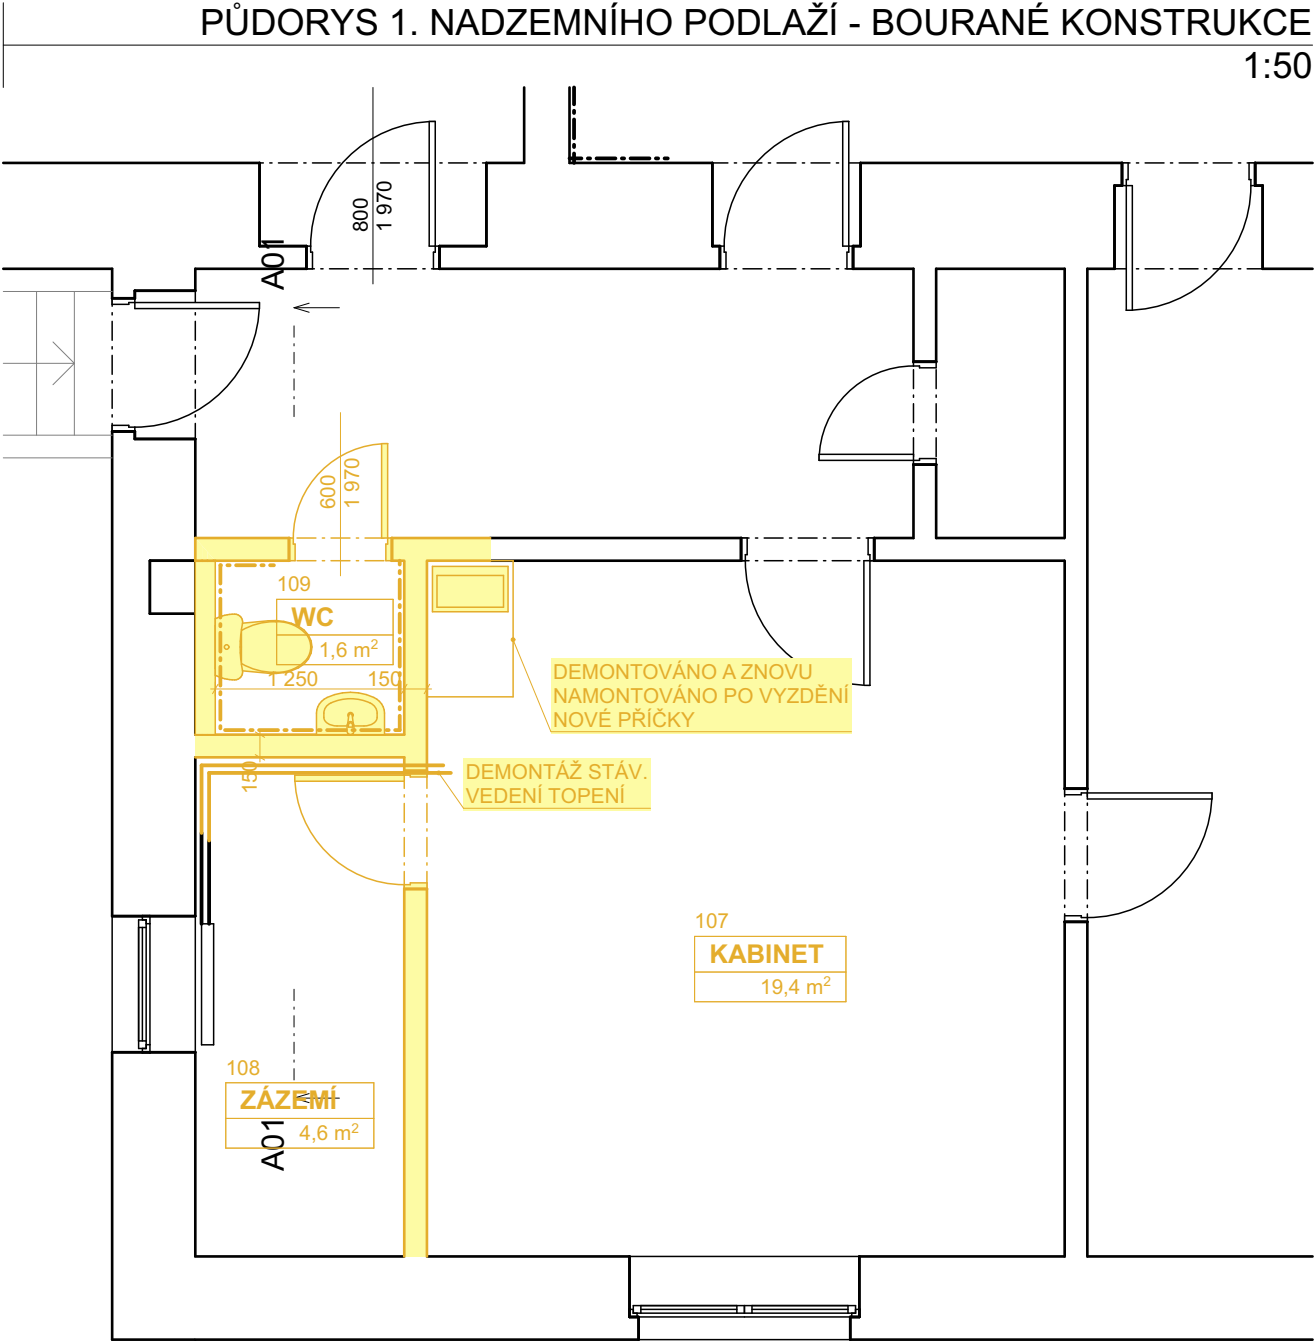 PŮDORYS 1. NADZEMNÍHO PODLAŽÍ - BOURANÉ KONSTRUKCE
1:50
800
1 970
A01
600
1 970
109
WC
1,6 m²
1 250
150
DEMONTOVÁNO A ZNOVU
NAMONTOVÁNO PO VYZDĚNÍ
NOVÉ PŘÍČKY
150
DEMONTÁŽ STÁV.
VEDENÍ TOPENÍ
107
KABINET
19,4 m²
108
ZÁZEMÍ
4,6 m²
A01